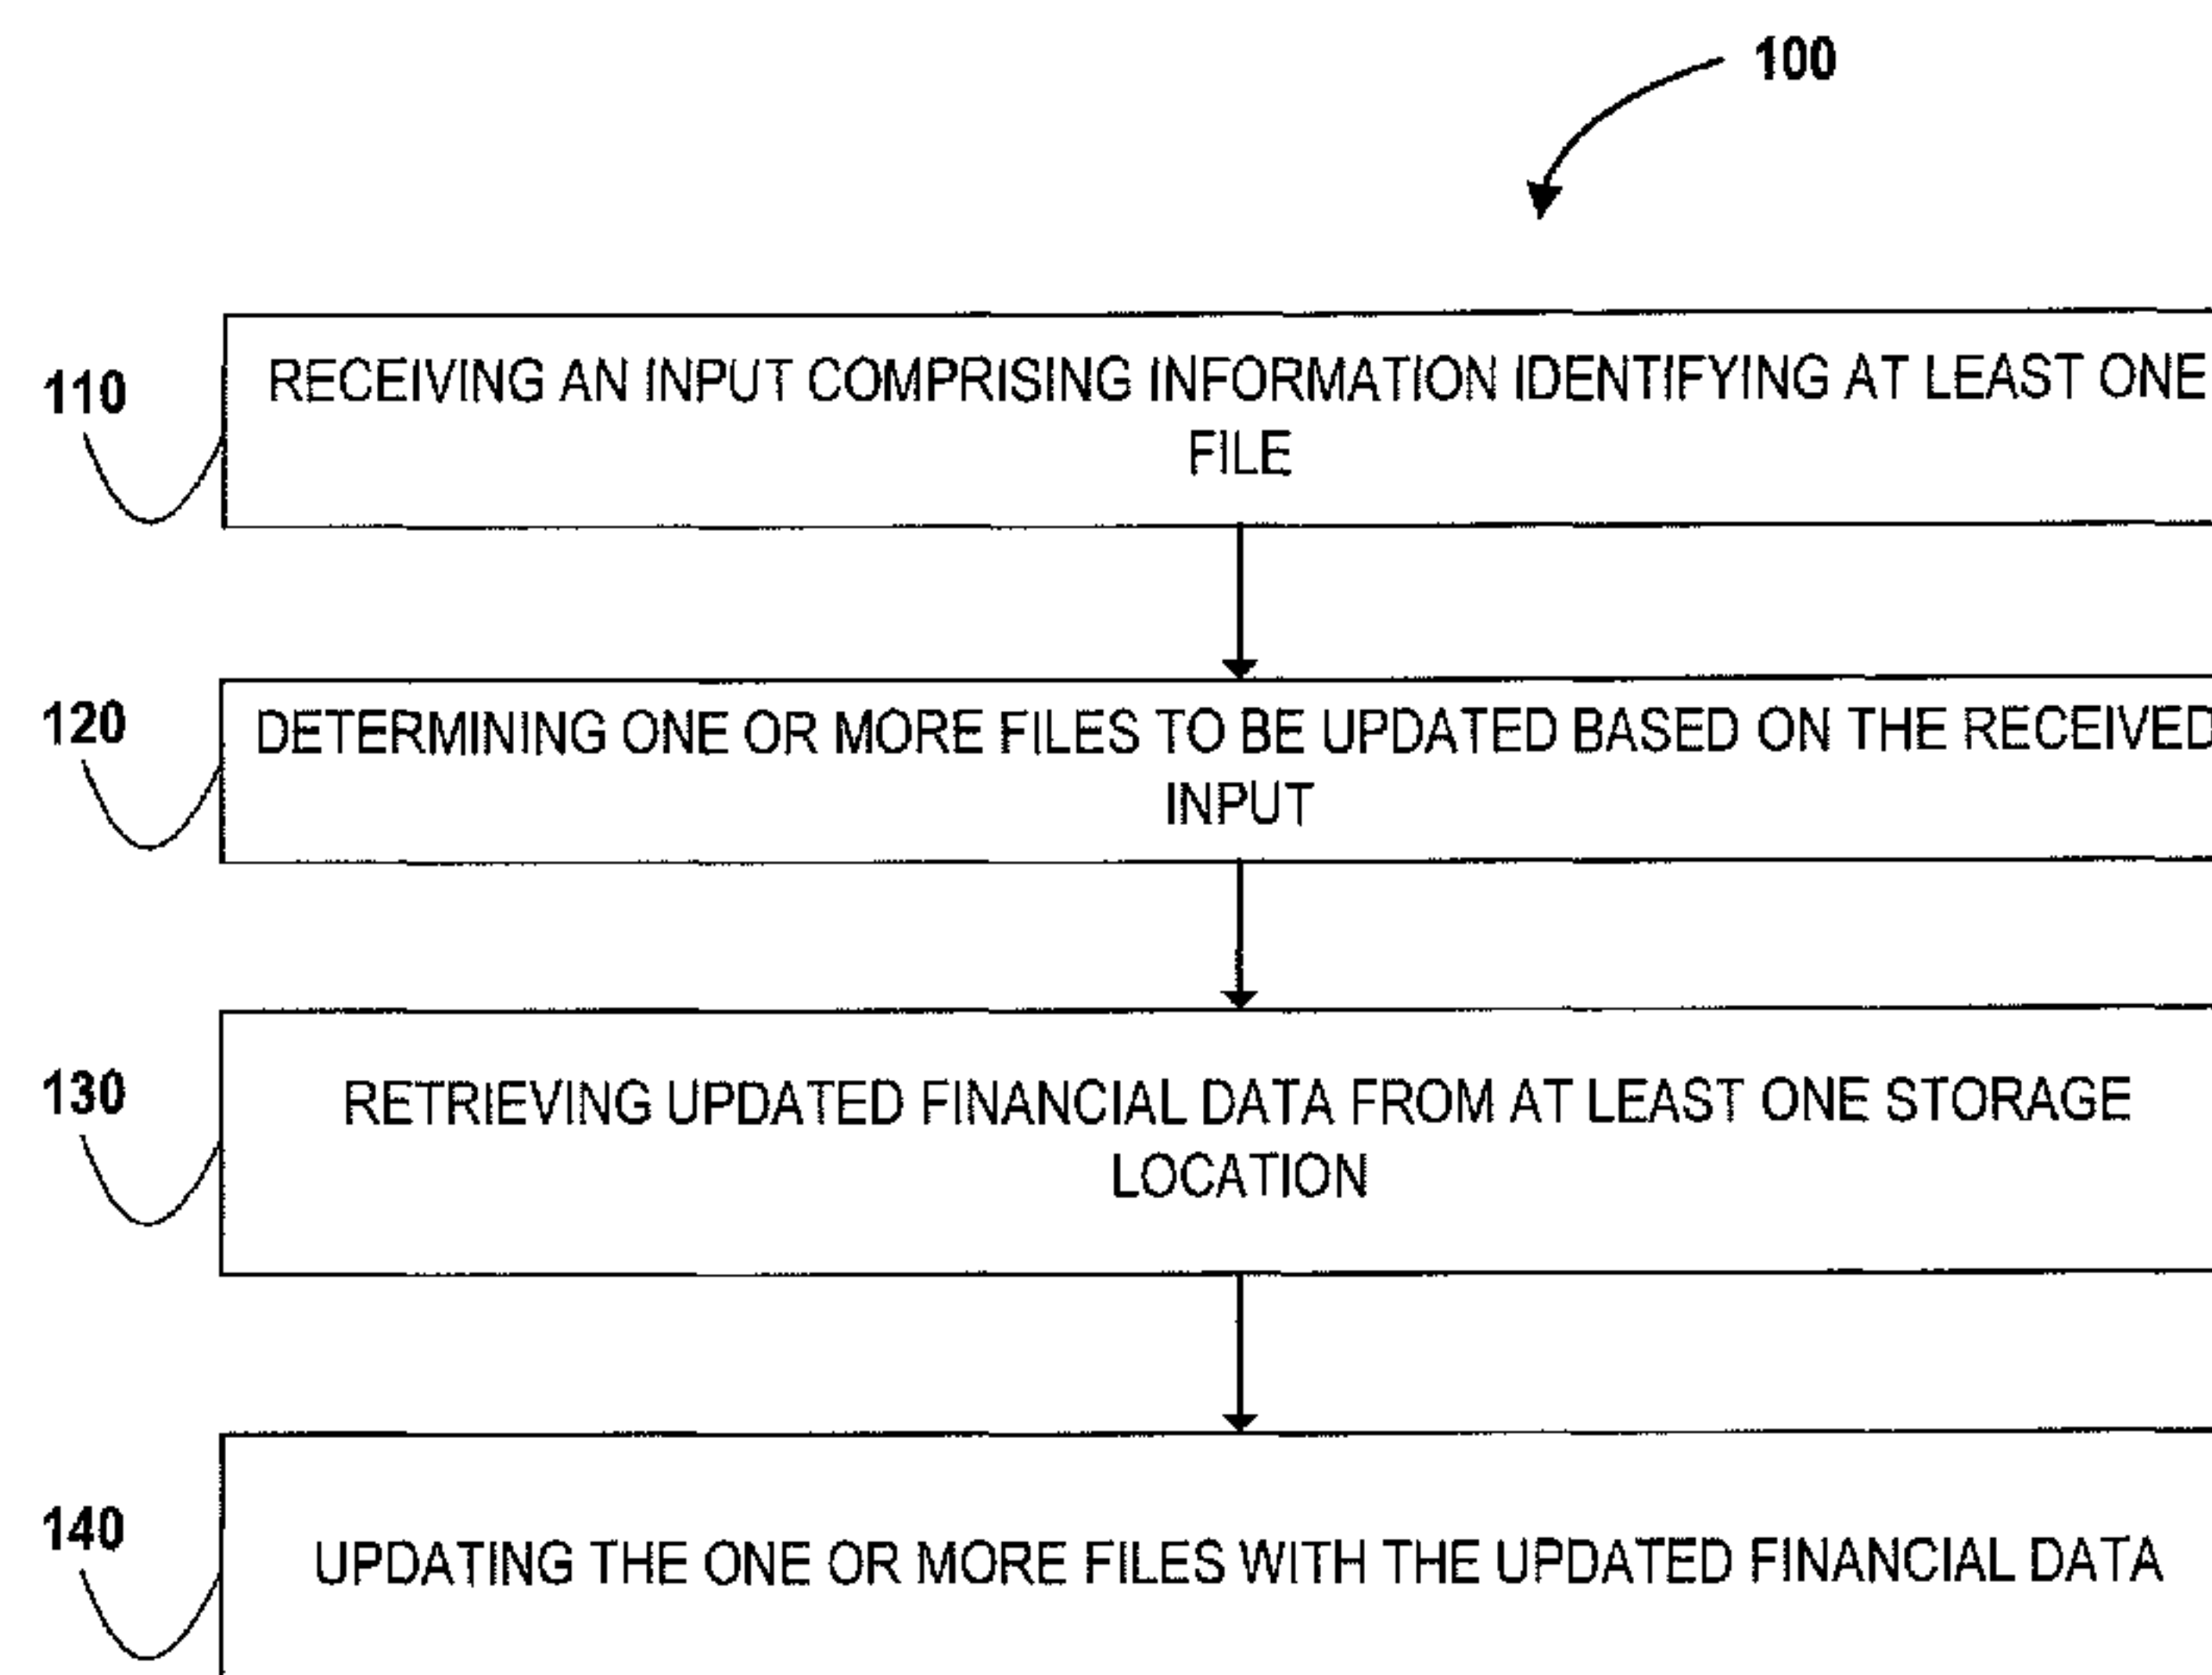 100
110
RECEIVING AN INPUT COMPRISING INFORMATION IDENTIFYING AT LEAST ONE
FILE
120
DETERMINING ONE OR MORE FILES TO BE UPDATED BASED ON THE RECEIVED
INPUT
130
RETRIEVING UPDATED FINANCIAL DATA FROM AT LEAST ONE STORAGE
LOCATION
140
UPDATING THE ONE OR MORE FILES WITH THE UPDATED FINANCIAL DATA